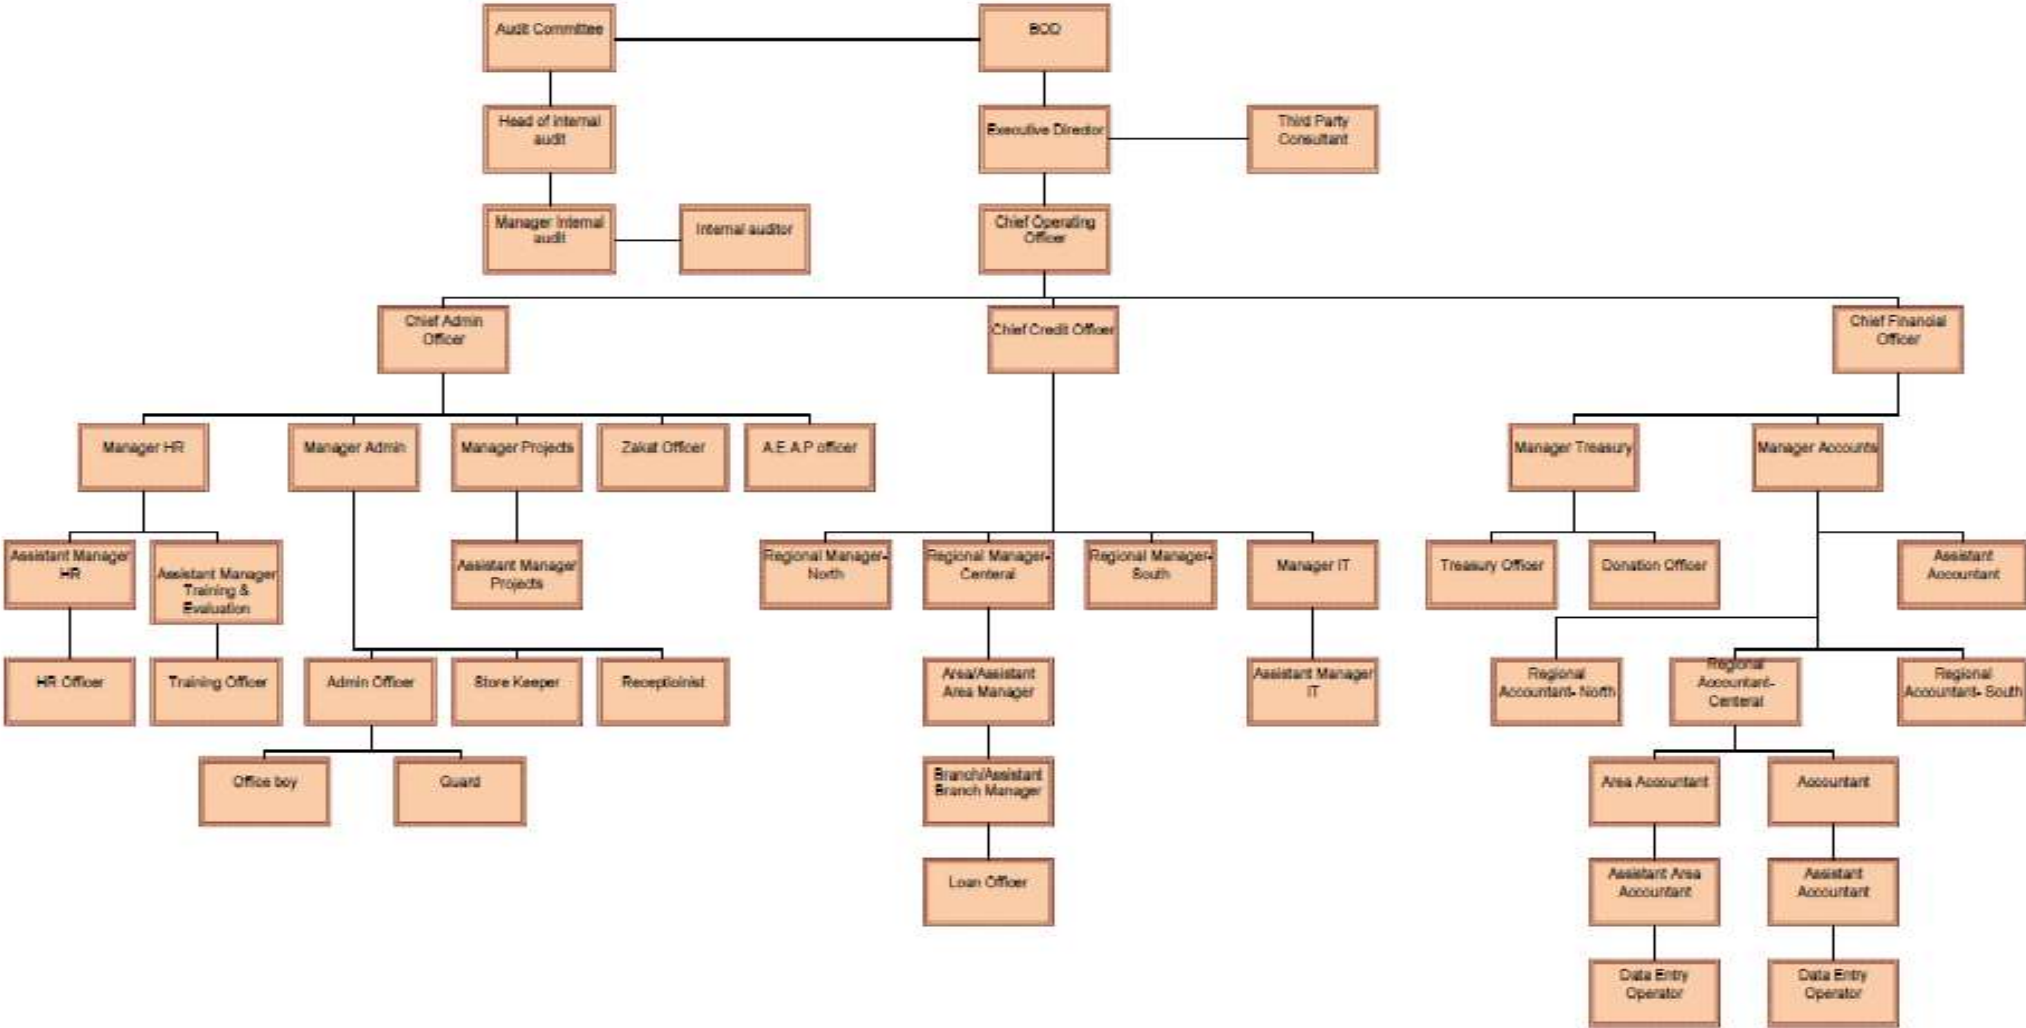 Audit Committee
BOD
Head of internal
audit
Executive Director
Third Party
Consultant
Manager Internal
audit
Internal auditor
Chief Operating
Officer
Chief Admin
Officer
Chief Credit Officer
Chief Financial
Officer
Manager HR
Manager Admin
Manager Projects
Zakat Officer
A.E.A.P officer
Manager Treasury
Manager Accounts
Assistant Manager
HR
Assistant Manager
Training &
Evaluation
Assistant Manager
Projects
Regional Manager-
North
Regional Manager-
Centeral
Regional Manager-
South
Manager IT
Treasury Officer
Donation Officer
Assistant
Accountant
HR Officer
Training Officer
Admin Officer
Store Keeper
Receptioinist
Area/Assistant
Area Manager
Assistant Manager
IT
Regional
Accountant- North
Regional
Accountant-
Centeral
Regional
Accountant- South
Office boy
Guard
Branch/Assistant
Branch Manager
Area Accountant
Accountant
Loan Officer
Assistant Area
Accountant
Assistant
Accountant
Data Entry
Operator
Data Entry
Operator